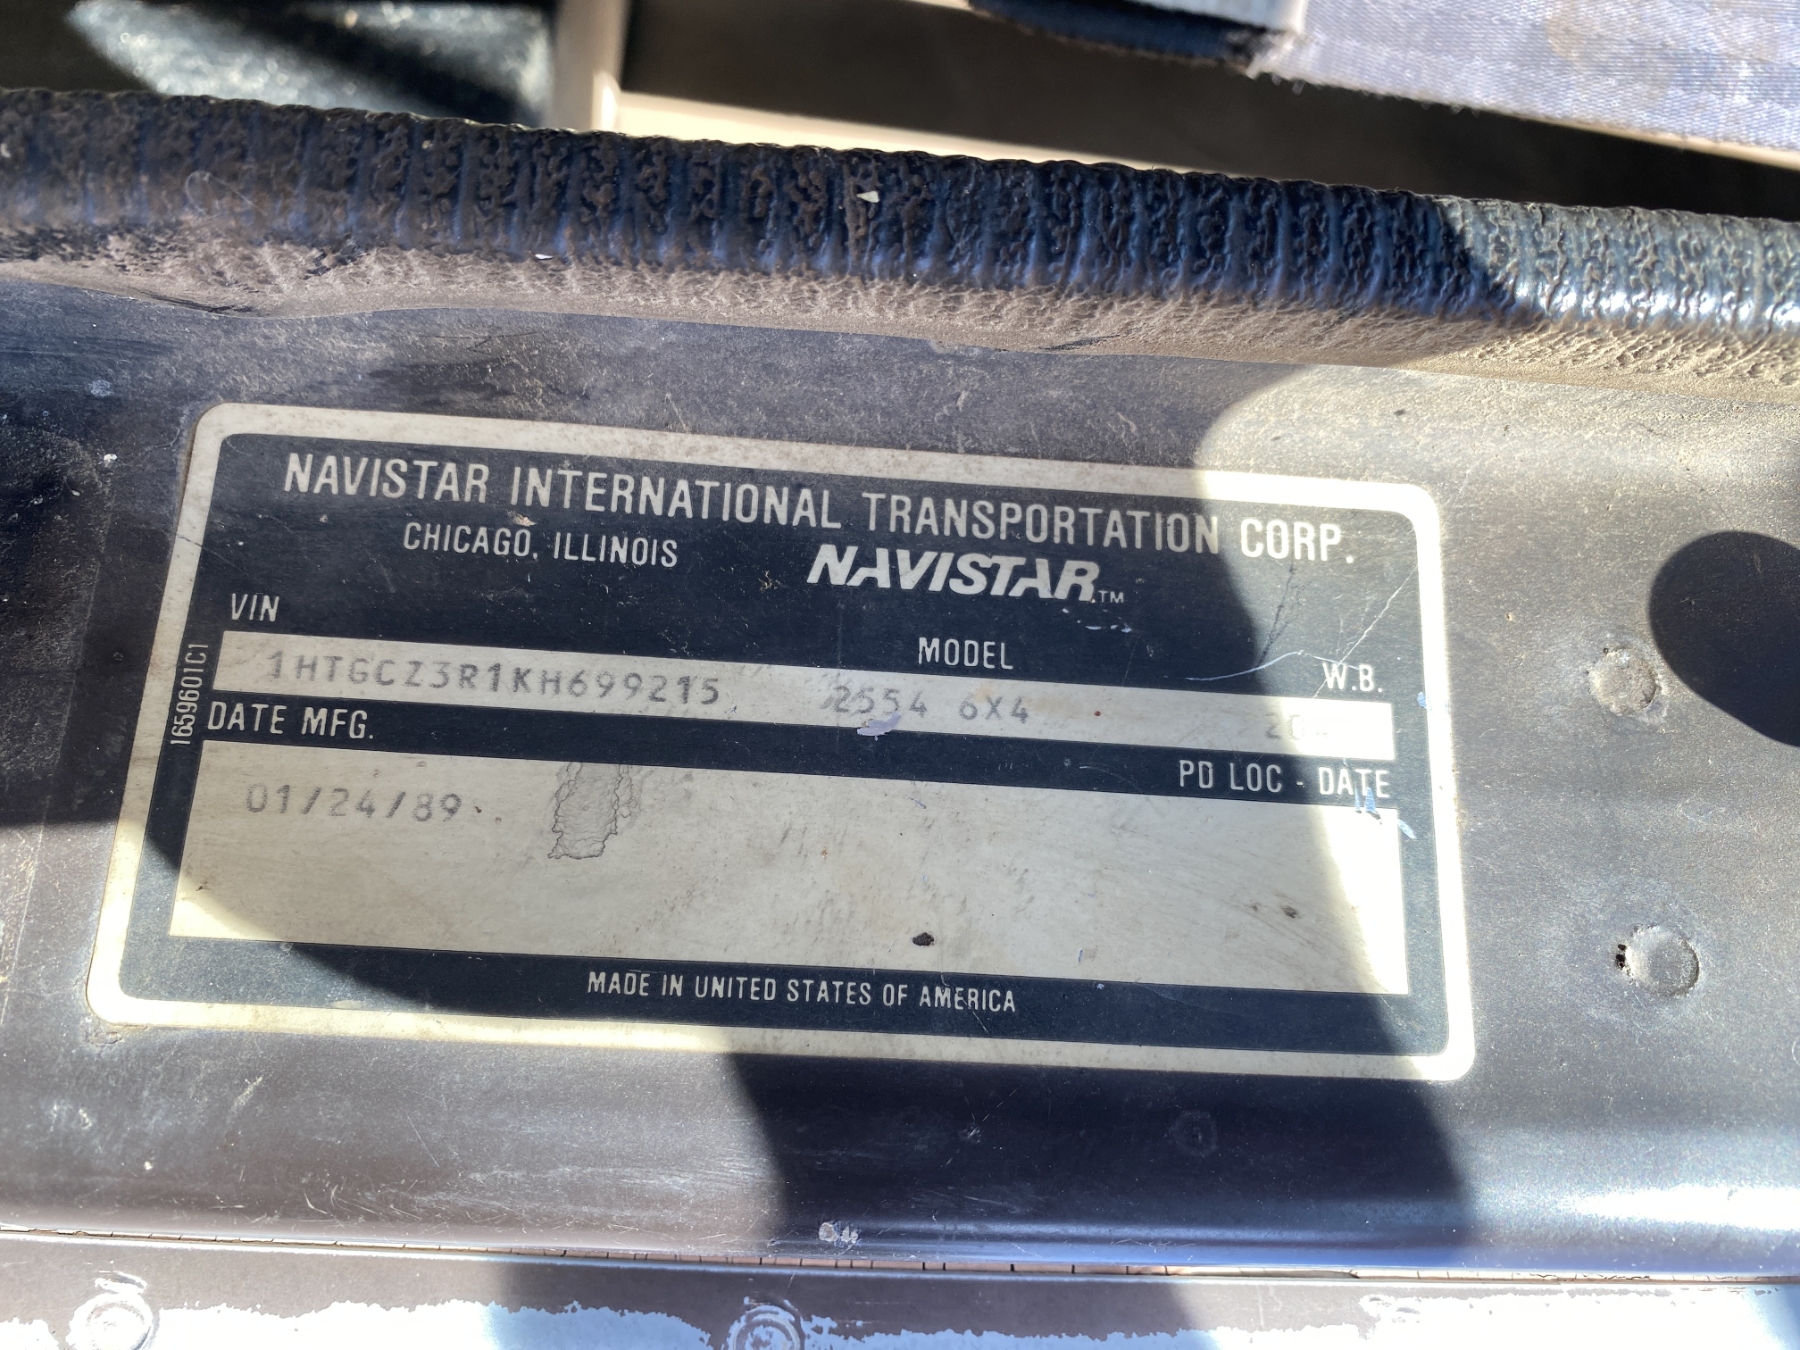 NAVISTAR INTERNATIONAL TRANSPORTATION CORP.
CHICAGO, ILLINOIS NAVISTAR™
VIN MODEL W.B.
1HTGCZ3R1KH699215 2554 6X4
1659601C1
DATE MFG. PD LOC - DATE
01/24/89
MADE IN UNITED STATES OF AMERICA